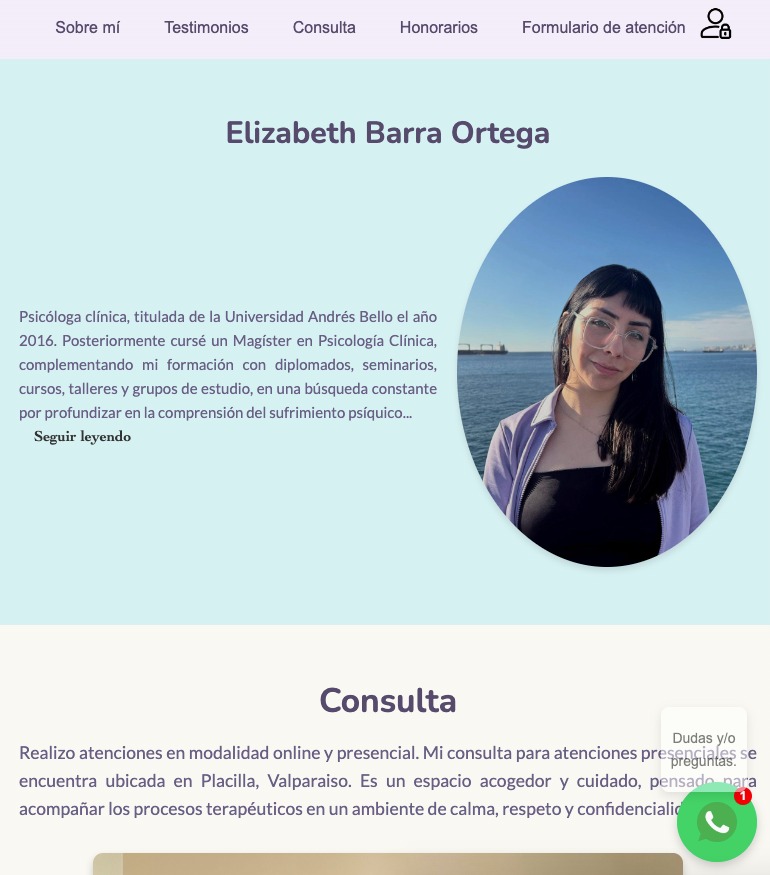 Sobre mí Testimonios Consulta Honorarios Formulario de atención
Elizabeth Barra Ortega
Psicóloga clínica, titulada de la Universidad Andrés Bello el año
2016. Posteriormente cursé un Magíster en Psicología Clínica,
complementando mi formación con diplomados, seminarios,
cursos, talleres y grupos de estudio, en una búsqueda constante
por profundizar en la comprensión del sufrimiento psíquico...
Seguir leyendo
Consulta
Realizo atenciones en modalidad online y presencial. Mi consulta para atenciones presenciales se
encuentra ubicada en Placilla, Valparaiso. Es un espacio acogedor y cuidado, pensado para
acompañar los procesos terapéuticos en un ambiente de calma, respeto y
Dudas y/o
preguntas.
1